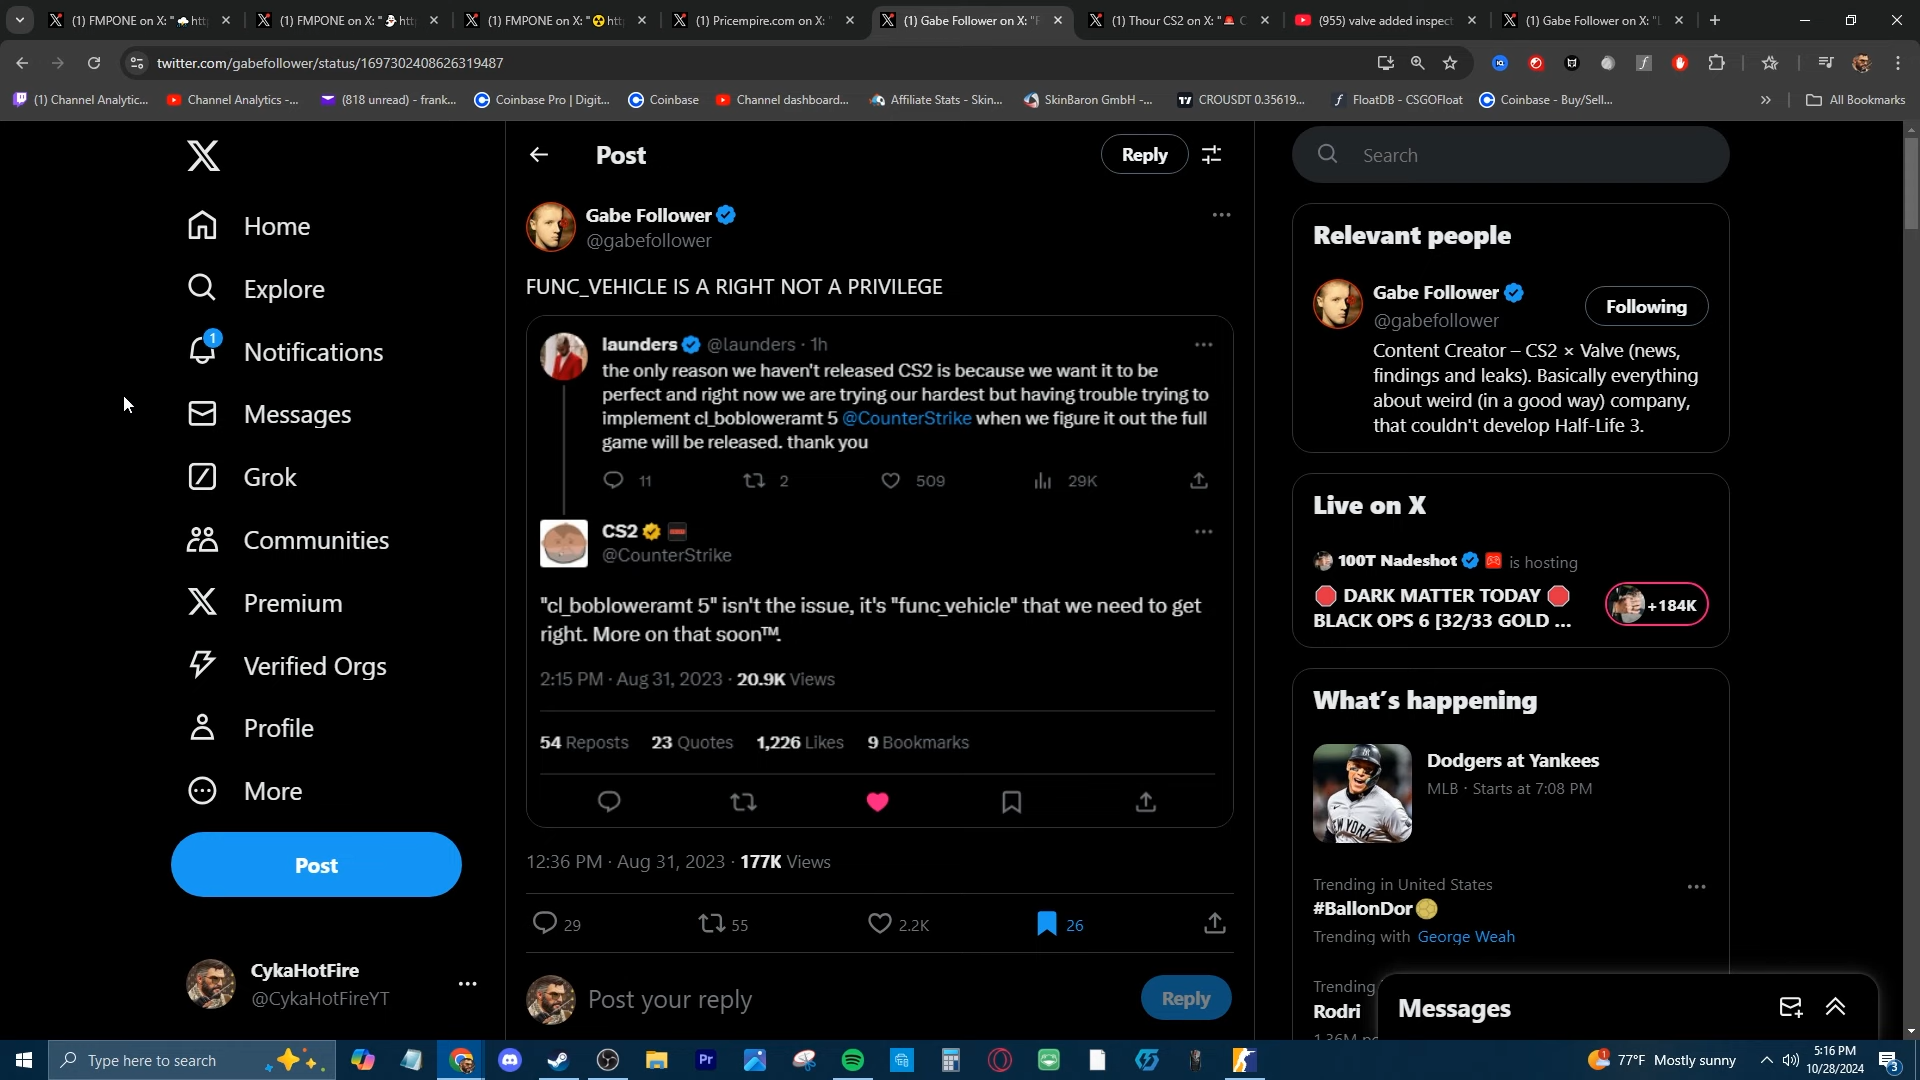 (1) FMPONE on X: "🌧 htt
(1) FMPONE on X: " htt
(1) FMPONE on X: "☢ htt
(1) Pricempire.com on X: "
(1) Gabe Follower on X: "F
(1) Thour CS2 on X: "🚨 C
(955) valve added inspect
(1) Gabe Follower on X: "L
twitter.com/gabefollower/status/1697302408626319487
(1) Channel Analytic...
Channel Analytics -...
(818 unread) - frank...
Coinbase Pro | Digit...
Coinbase
Channel dashboard...
Affiliate Stats - Skin...
SkinBaron GmbH -...
CROUSDT 0.35619...
FloatDB - CSGOFloat
Coinbase - Buy/Sell...
All Bookmarks
Home
Explore
1
Notifications
Messages
Grok
Communities
Premium
Verified Orgs
Profile
More
Post
CykaHotFire
@CykaHotFireYT
Post
Reply
Gabe Follower
@gabefollower
FUNC_VEHICLE IS A RIGHT NOT A PRIVILEGE
launders @launders · 1h
the only reason we haven't released CS2 is because we want it to be
perfect and right now we are trying our hardest but having trouble trying to
implement cl_bobloweramt 5 @CounterStrike when we figure it out the full
game will be released. thank you
11
2
509
29K
CS2
@CounterStrike
"cl_bobloweramt 5" isn't the issue, it's "func_vehicle" that we need to get
right. More on that soon™.
2:15 PM · Aug 31, 2023 · 20.9K Views
54 Reposts 23 Quotes 1,226 Likes 9 Bookmarks
12:36 PM · Aug 31, 2023 · 177K Views
29
55
2.2K
26
Post your reply
Reply
Search
Relevant people
Gabe Follower
@gabefollower
Following
Content Creator – CS2 × Valve (news,
findings and leaks). Basically everything
about weird (in a good way) company,
that couldn't develop Half-Life 3.
Live on X
100T Nadeshot is hosting
🛑 DARK MATTER TODAY 🛑
BLACK OPS 6 [32/33 GOLD ...
+184K
What's happening
Dodgers at Yankees
MLB · Starts at 7:08 PM
Trending in United States
#BallonDor
Trending with George Weah
Trending
Rodri
Messages
Type here to search
77°F Mostly sunny
5:16 PM
10/28/2024
3